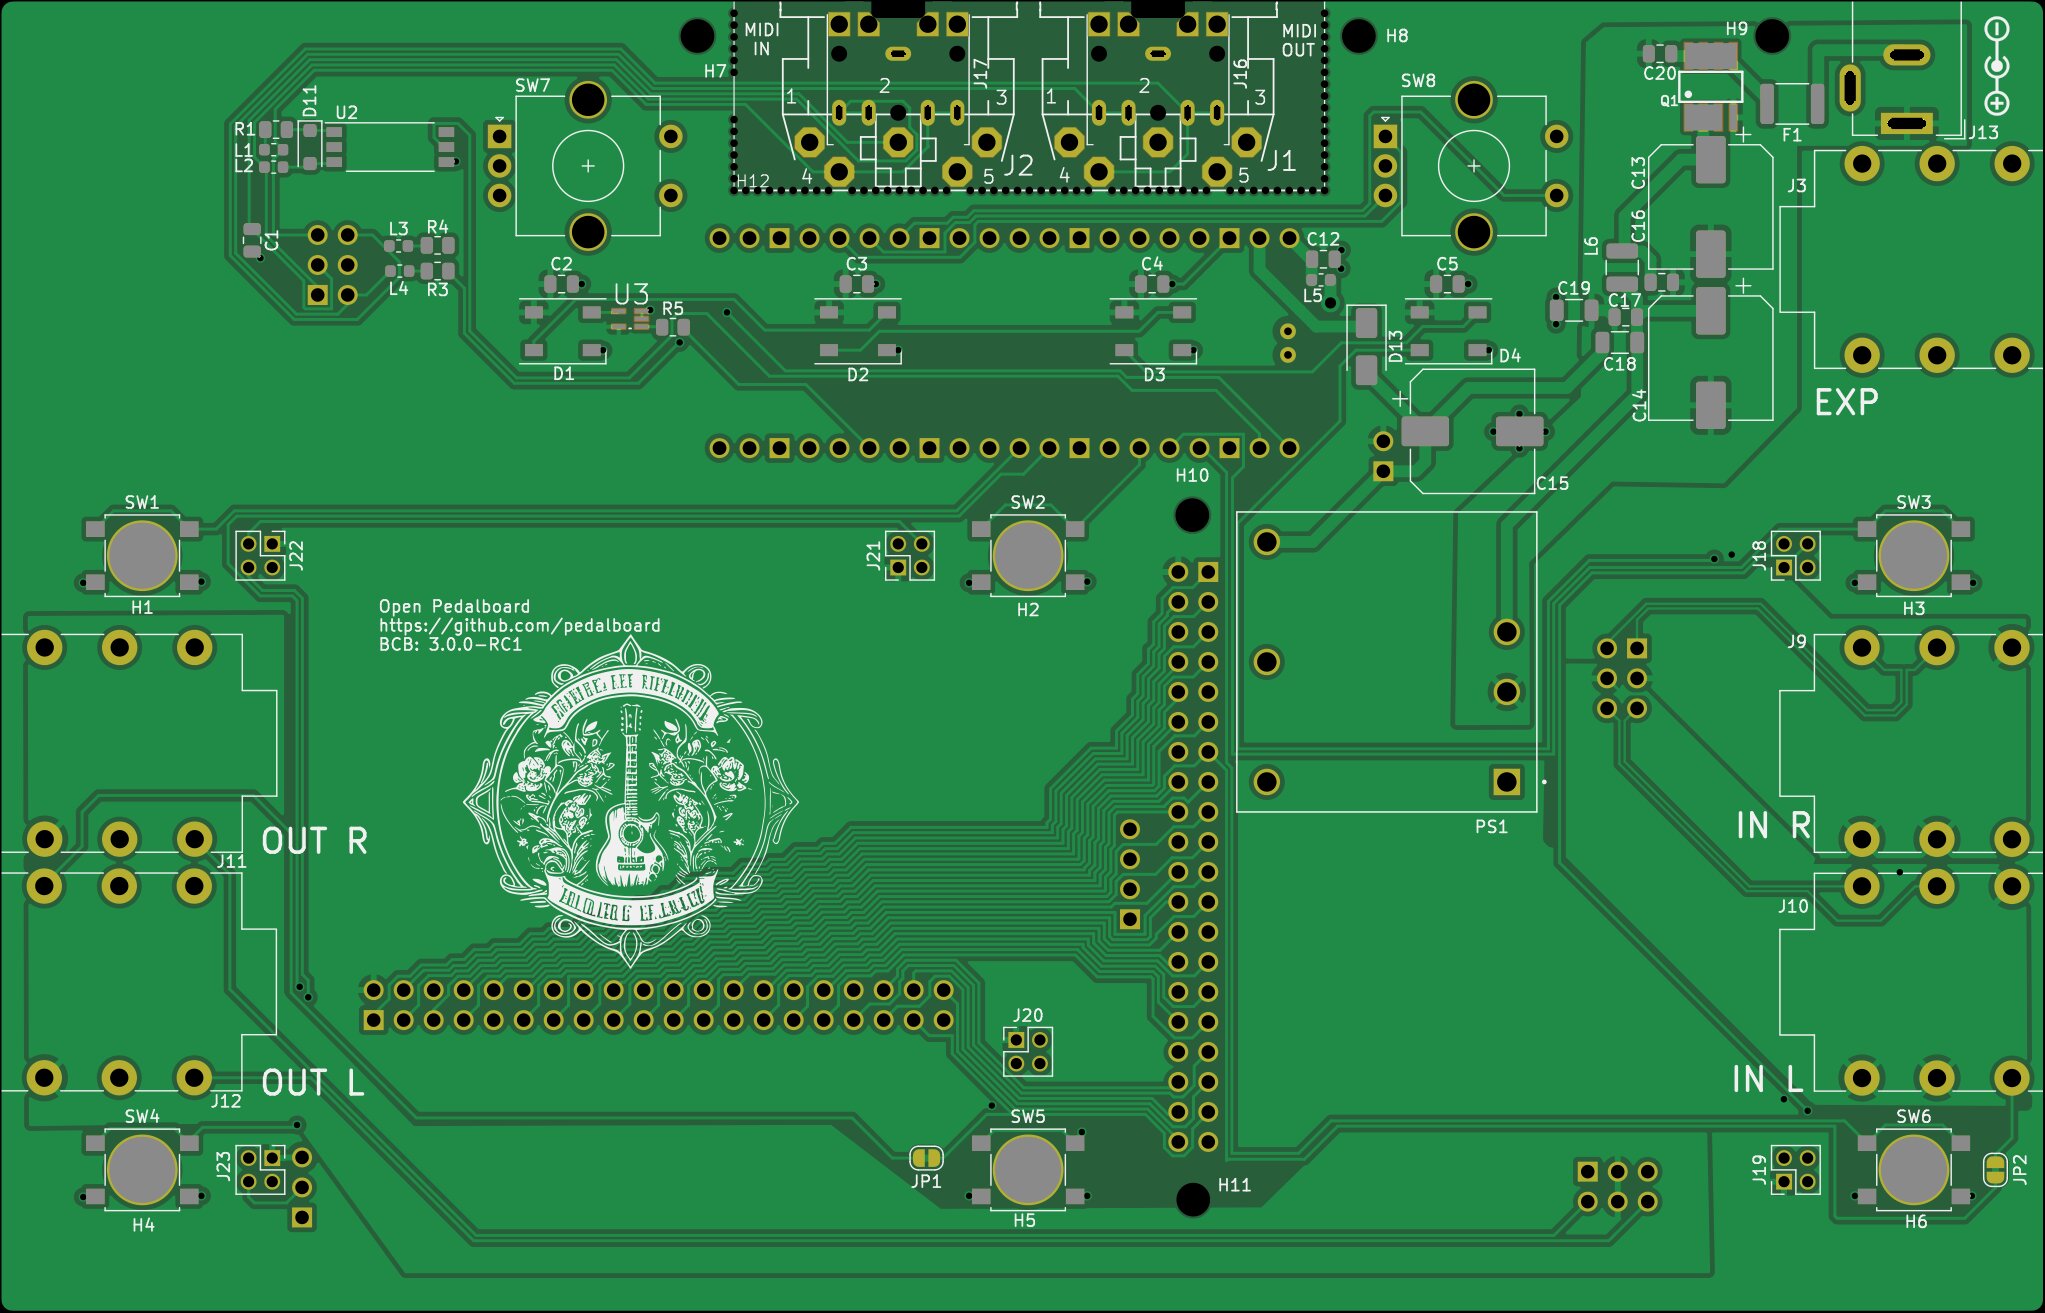 MIDI
IN
H7
H12
2
1
3
4
5
J17
J2
2
1
3
4
5
J16
J1
MIDI
OUT
H8
H9
SW7
SW8
C20
Q1
F1
J13
D11
U2
R1
L1
L2
C1
L3
R4
L4
R3
C13
C16
J3
L6
C2
C3
C4
C12
L5
C5
C19
C17
C18
C14
U3
R5
D13
D1
D2
D3
D4
EXP
C15
H10
SW1
SW2
SW3
J22
J21
J18
H1
H2
H3
Open Pedalboard
https://github.com/pedalboard
BCB: 3.0.0-RC1
J9
PS1
IN R
OUT R
J11
J10
J20
OUT L
J12
IN L
SW4
SW5
SW6
J23
JP1
H11
J19
JP2
H4
H5
H6